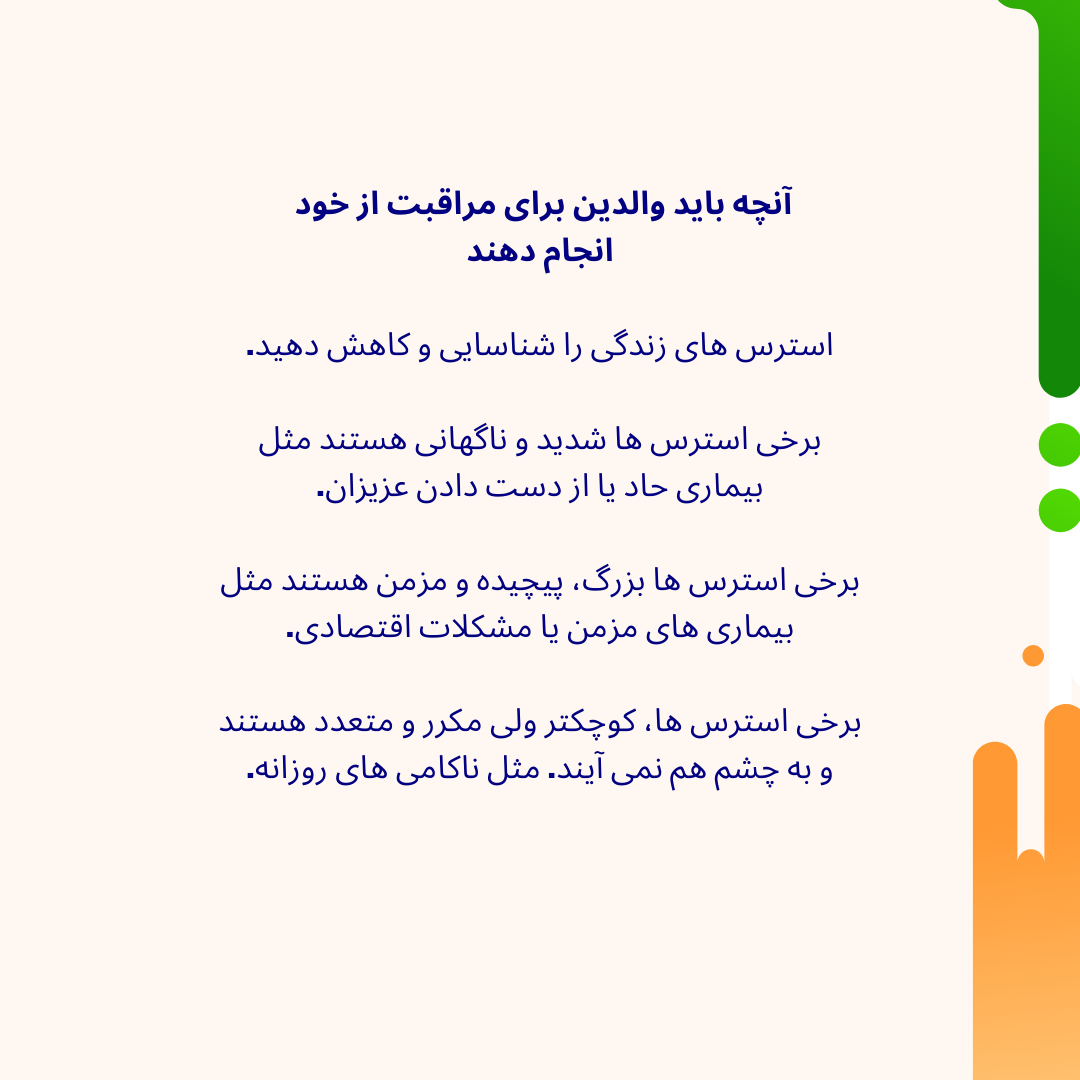 آنچه باید والدین برای مراقبت از خود
انجام دهند
استرس های زندگی را شناسایی و کاهش دهید.
برخی استرس ها شدید و ناگهانی هستند مثل
بیماری حاد یا از دست دادن عزیزان.
برخی استرس ها بزرگ، پیچیده و مزمن هستند مثل
بیماری های مزمن یا مشکلات اقتصادی.
برخی استرس ها، کوچکتر ولی مکرر و متعدد هستند
و به چشم هم نمی آیند. مثل ناکامی های روزانه.